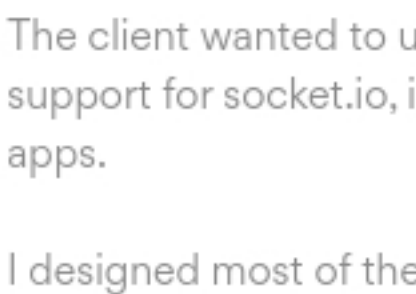 The client wanted to u
support for socket.io, i
apps.
I designed most of the